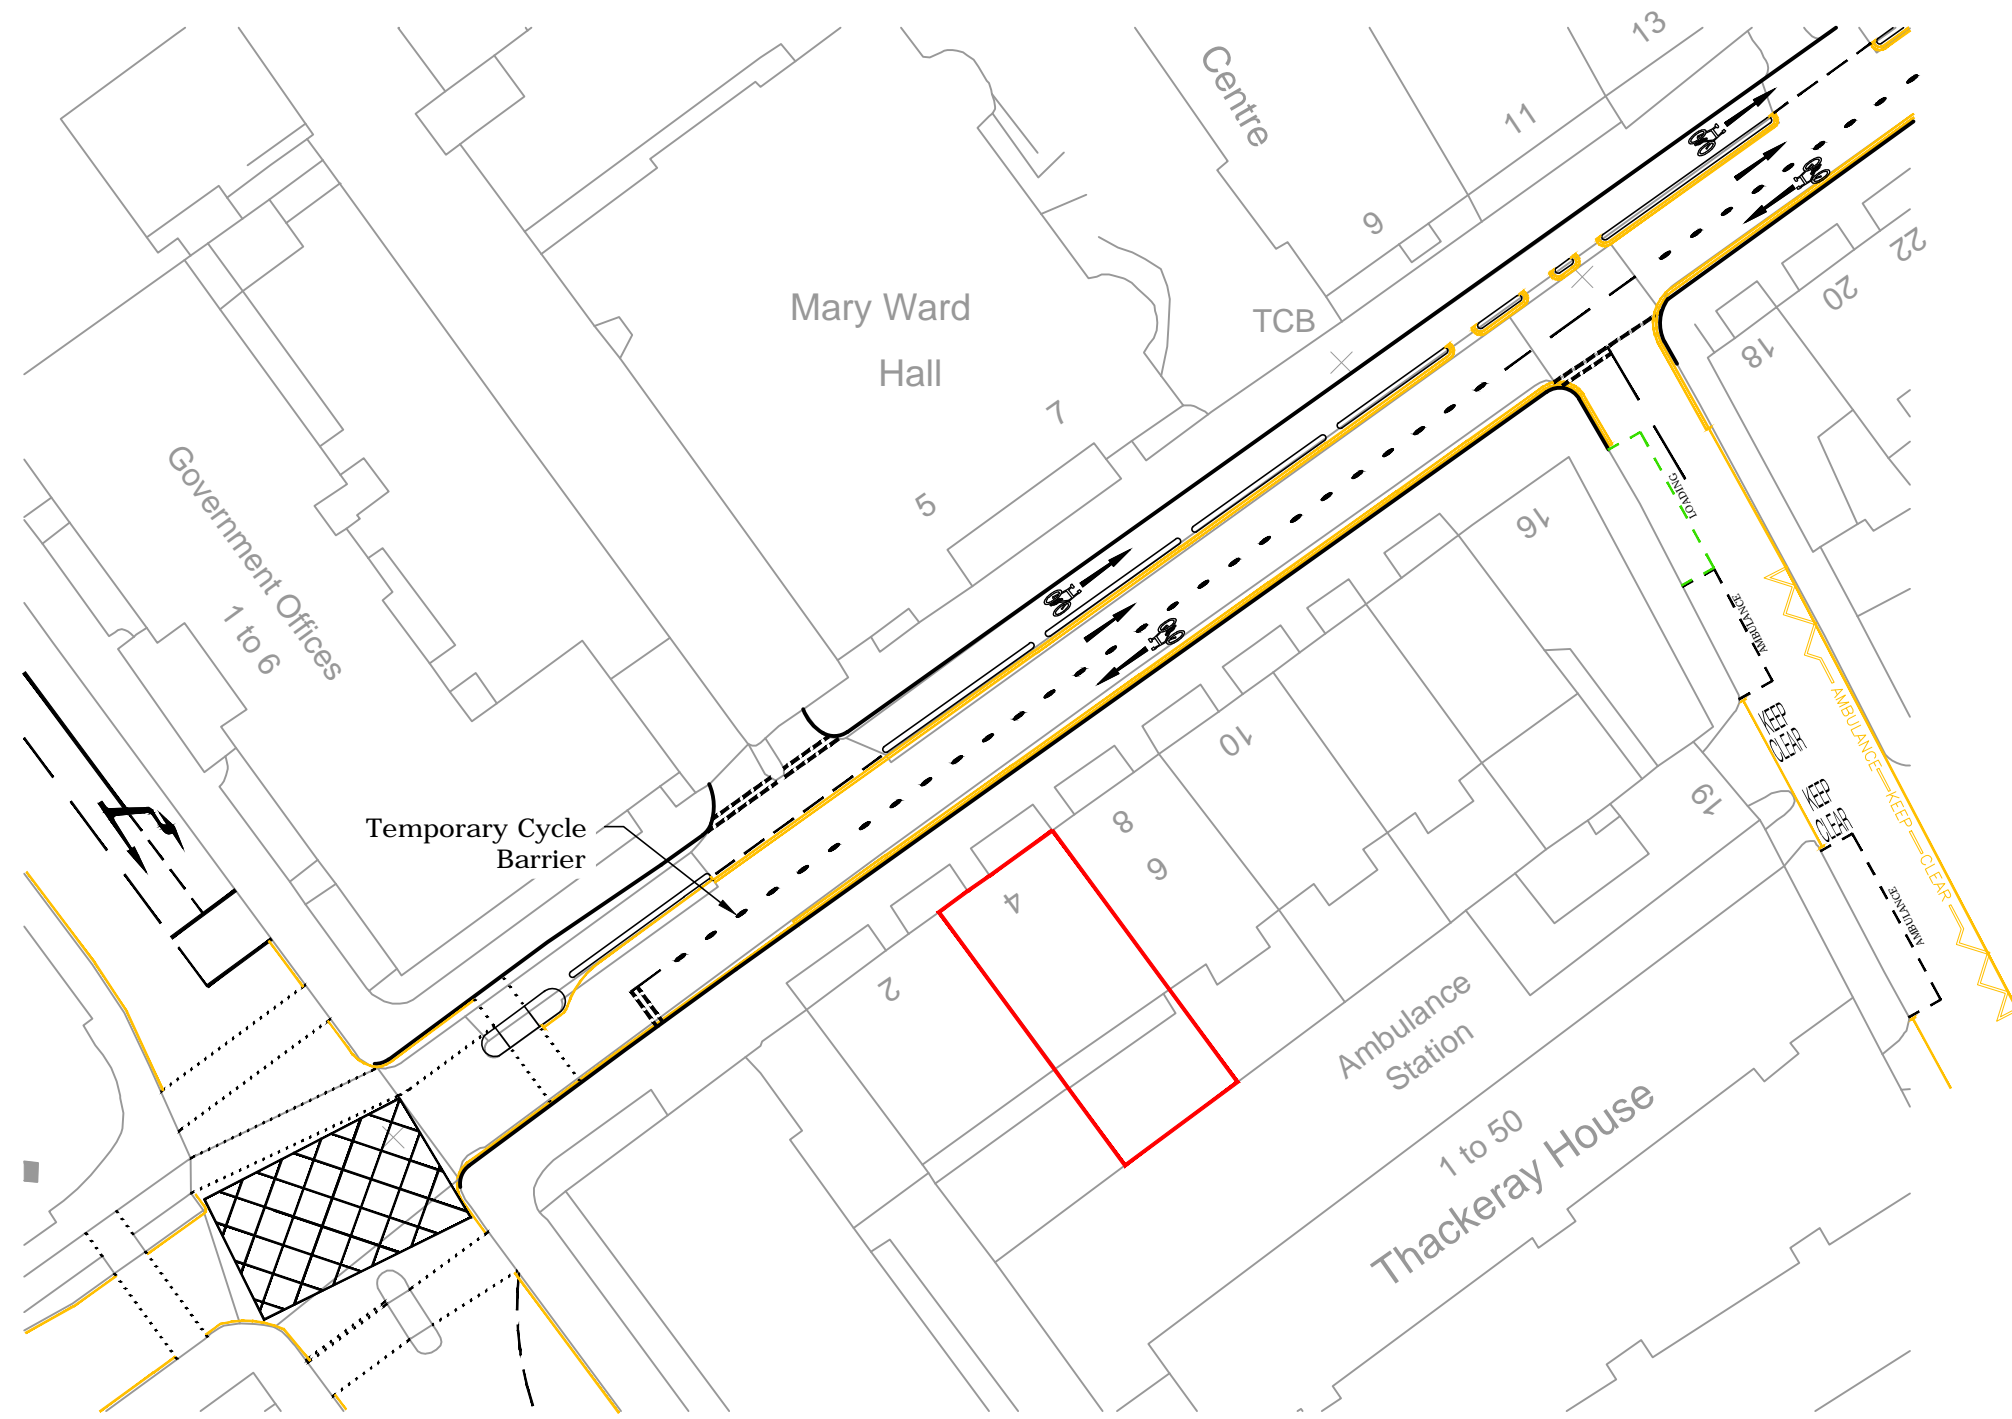 13
Centre
11
9
22
20
Mary Ward
Hall
TCB
18
7
5
16
Government Offices
1 to 6
LOADING
AMBULANCE
KEEP
CLEAR
KEEP
CLEAR
AMBULANCE
AMBULANCE KEEP CLEAR
10
19
Temporary Cycle
Barrier
8
6
4
2
Ambulance
Station
1 to 50
Thackeray House